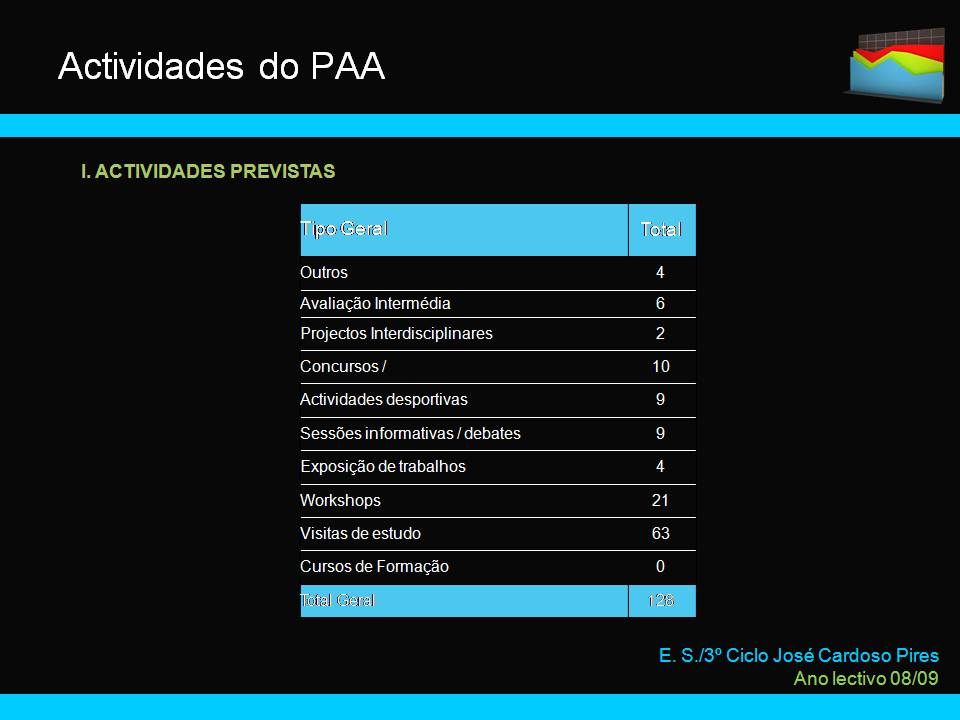 Actividades do PAA
I. ACTIVIDADES PREVISTAS
Tipo Geral Total
Outros 4
Avaliação Intermédia 6
Projectos Interdisciplinares 2
Concursos / 10
Actividades desportivas 9
Sessões informativas / debates 9
Exposição de trabalhos 4
Workshops 21
Visitas de estudo 63
Cursos de Formação 0
Total Geral 128
E. S./3º Ciclo José Cardoso Pires
Ano lectivo 08/09